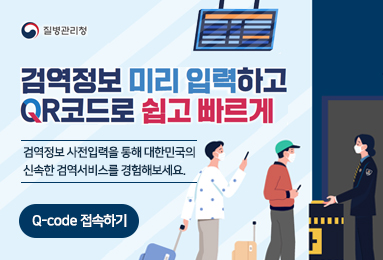 질병관리청
검역정보 미리 입력하고
QR코드로 쉽고 빠르게
검역정보 사전입력을 통해 대한민국의
신속한 검역서비스를 경험해보세요.
Q-code 접속하기